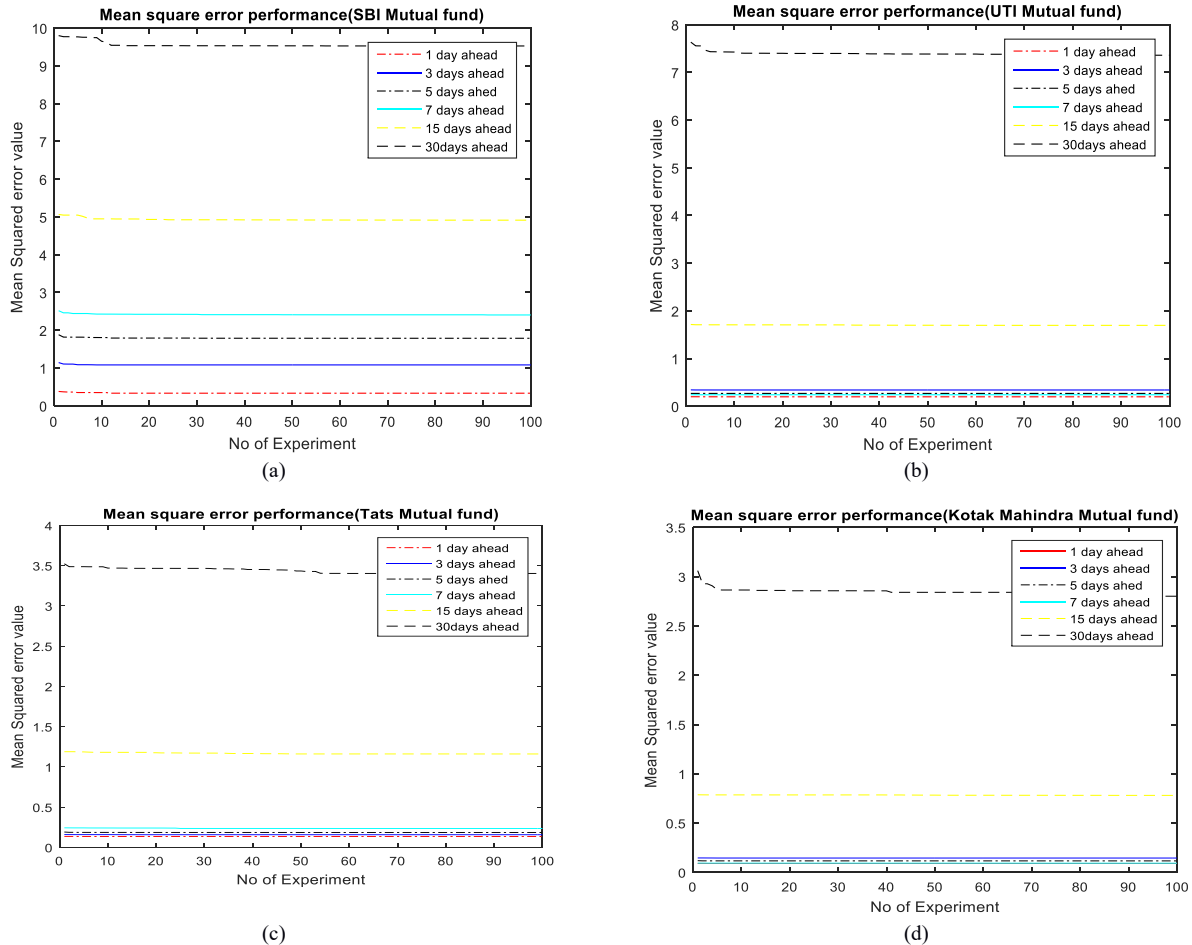 Mean square error performance(SBI Mutual fund)
10
9
8
7
6
5
4
3
2
1
0
Mean Squared error value
1 day ahead
3 days ahead
5 days ahed
7 days ahead
15 days ahead
30days ahead
0 10 20 30 40 50 60 70 80 90 100
No of Experiment
(a)
Mean square error performance(UTI Mutual fund)
8
7
6
5
4
3
2
1
0
Mean Squared error value
1 day ahead
3 days ahead
5 days ahed
7 days ahead
15 days ahead
30days ahead
0 10 20 30 40 50 60 70 80 90 100
No of Experiment
(b)
Mean square error performance(Tats Mutual fund)
4
3.5
3
2.5
2
1.5
1
0.5
0
Mean Squared error value
1 day ahead
3 days ahead
5 days ahed
7 days ahead
15 days ahead
30days ahead
0 10 20 30 40 50 60 70 80 90 100
No of Experiment
(c)
Mean square error performance(Kotak Mahindra Mutual fund)
3.5
3
2.5
2
1.5
1
0.5
0
Mean Squared error value
1 day ahead
3 days ahead
5 days ahed
7 days ahead
15 days ahead
30days ahead
0 10 20 30 40 50 60 70 80 90 100
No of Experiment
(d)